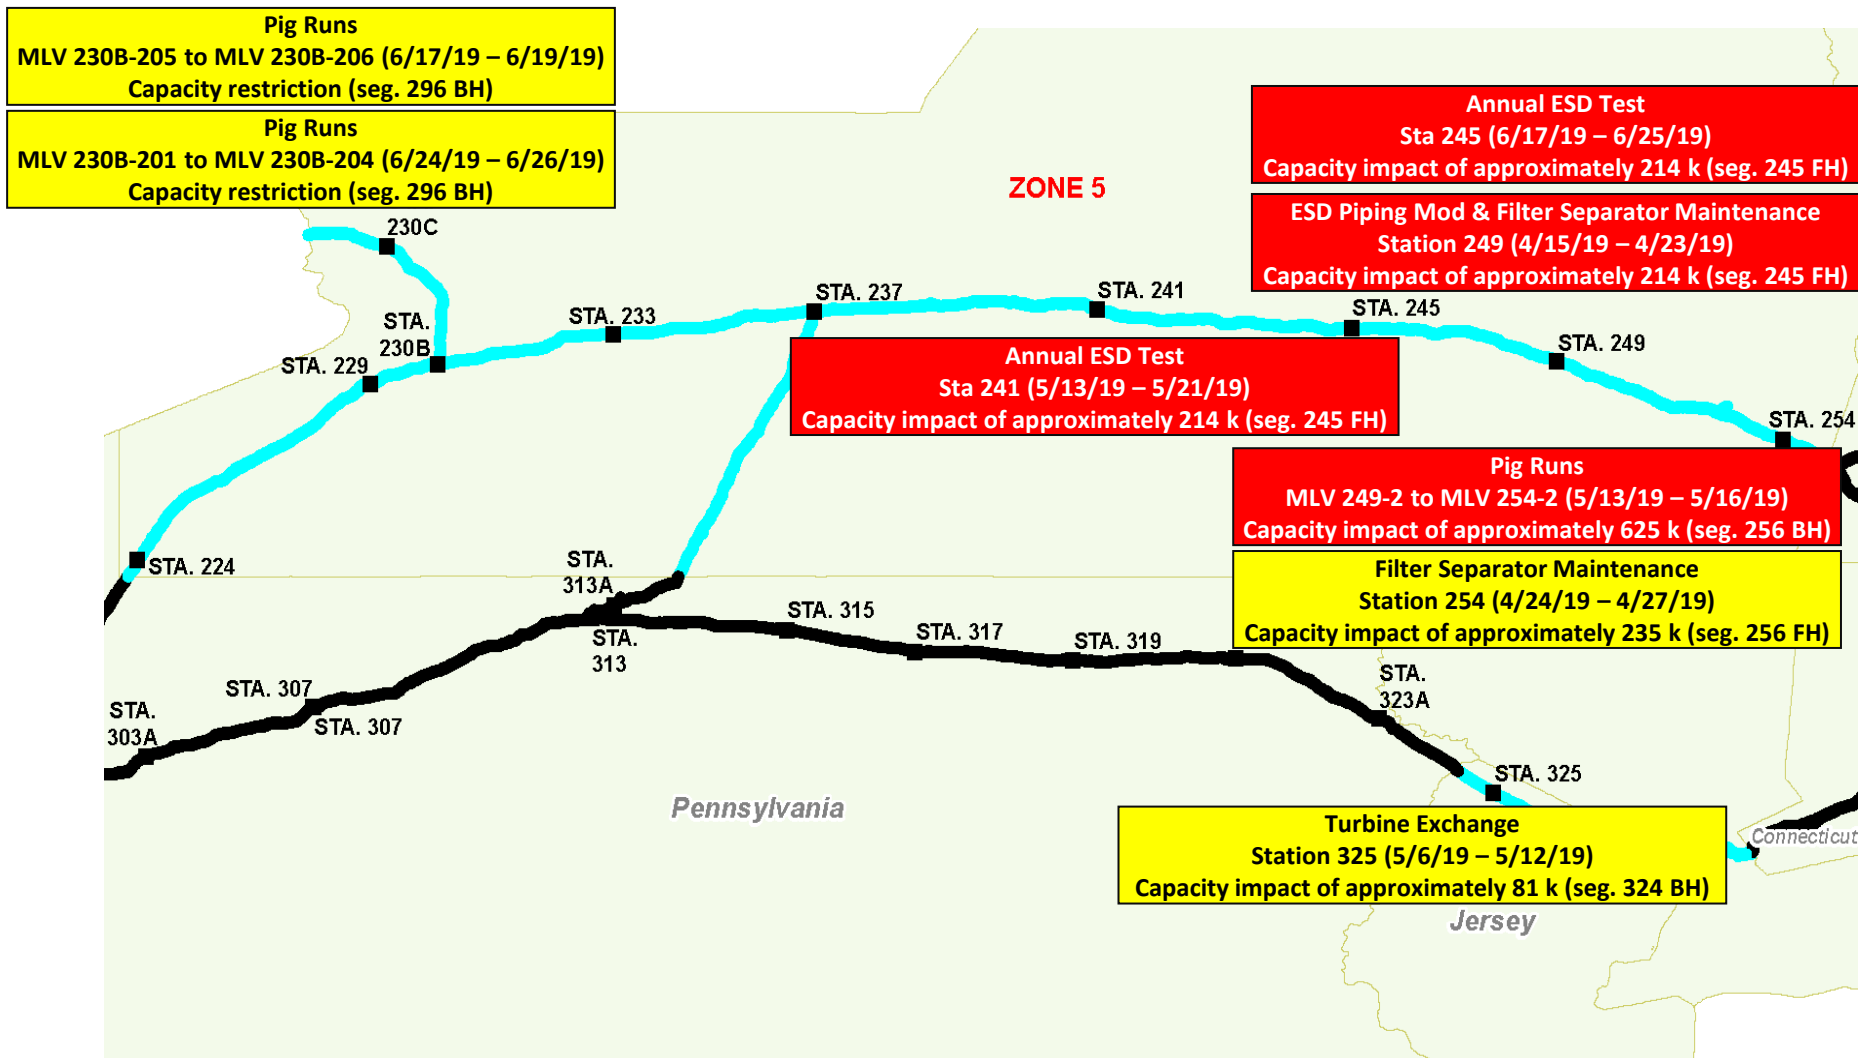 Pig Runs
MLV 230B-205 to MLV 230B-206 (6/17/19 – 6/19/19)
Capacity restriction (seg. 296 BH)
Pig Runs
MLV 230B-201 to MLV 230B-204 (6/24/19 – 6/26/19)
Capacity restriction (seg. 296 BH)
Annual ESD Test
Sta 245 (6/17/19 – 6/25/19)
Capacity impact of approximately 214 k (seg. 245 FH)
ZONE 5
ESD Piping Mod & Filter Separator Maintenance
Station 249 (4/15/19 – 4/23/19)
Capacity impact of approximately 214 k (seg. 245 FH)
230C
STA. 237
STA. 241
STA. 245
STA. 233
STA.
230B
STA. 229
STA. 249
Annual ESD Test
Sta 241 (5/13/19 – 5/21/19)
Capacity impact of approximately 214 k (seg. 245 FH)
STA. 254
Pig Runs
MLV 249-2 to MLV 254-2 (5/13/19 – 5/16/19)
Capacity impact of approximately 625 k (seg. 256 BH)
STA. 224
STA.
313A
Filter Separator Maintenance
Station 254 (4/24/19 – 4/27/19)
Capacity impact of approximately 235 k (seg. 256 FH)
STA. 315
STA. 317
STA. 319
STA.
313
STA.
323A
STA. 307
STA. 307
STA.
303A
STA. 325
Pennsylvania
Turbine Exchange
Station 325 (5/6/19 – 5/12/19)
Capacity impact of approximately 81 k (seg. 324 BH)
Connecticut
Jersey